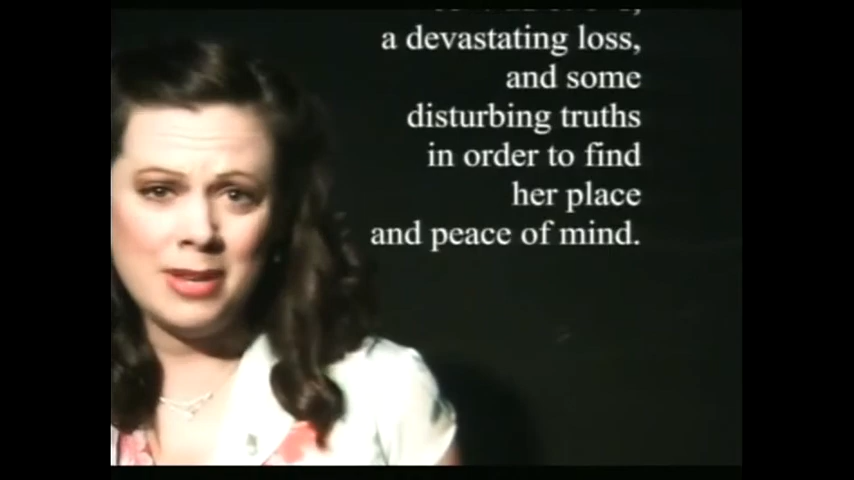 a devastating loss,
and some
disturbing truths
in order to find
her place
and peace of mind.